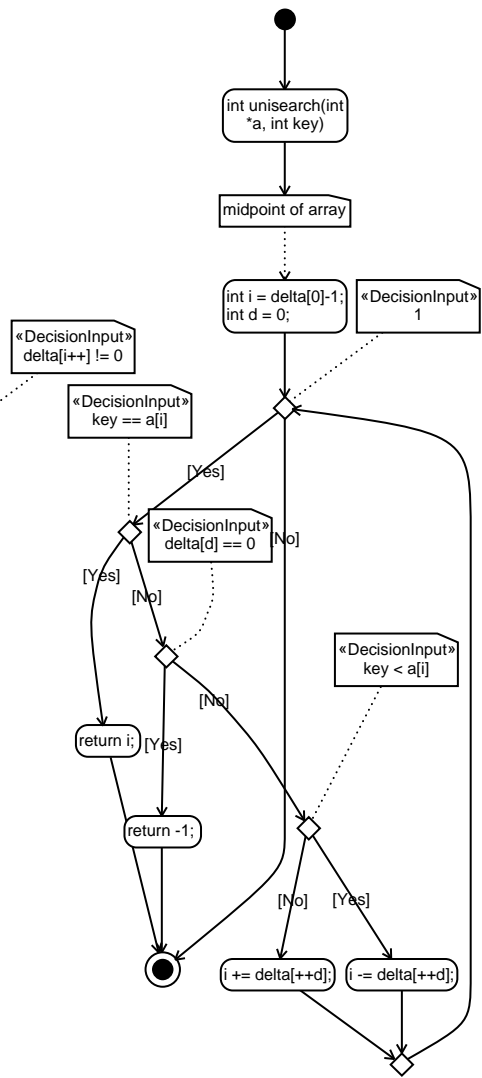 int unisearch(int
*a, int key)
midpoint of array
int i = delta[0]-1;
int d = 0;
«DecisionInput»
1
«DecisionInput»
delta[i++] != 0
«DecisionInput»
key == a[i]
[Yes]
«DecisionInput»
delta[d] == 0
[No]
[Yes]
[No]
«DecisionInput»
key < a[i]
[No]
return i;
[Yes]
return -1;
[No]
[Yes]
i += delta[++d];
i -= delta[++d];